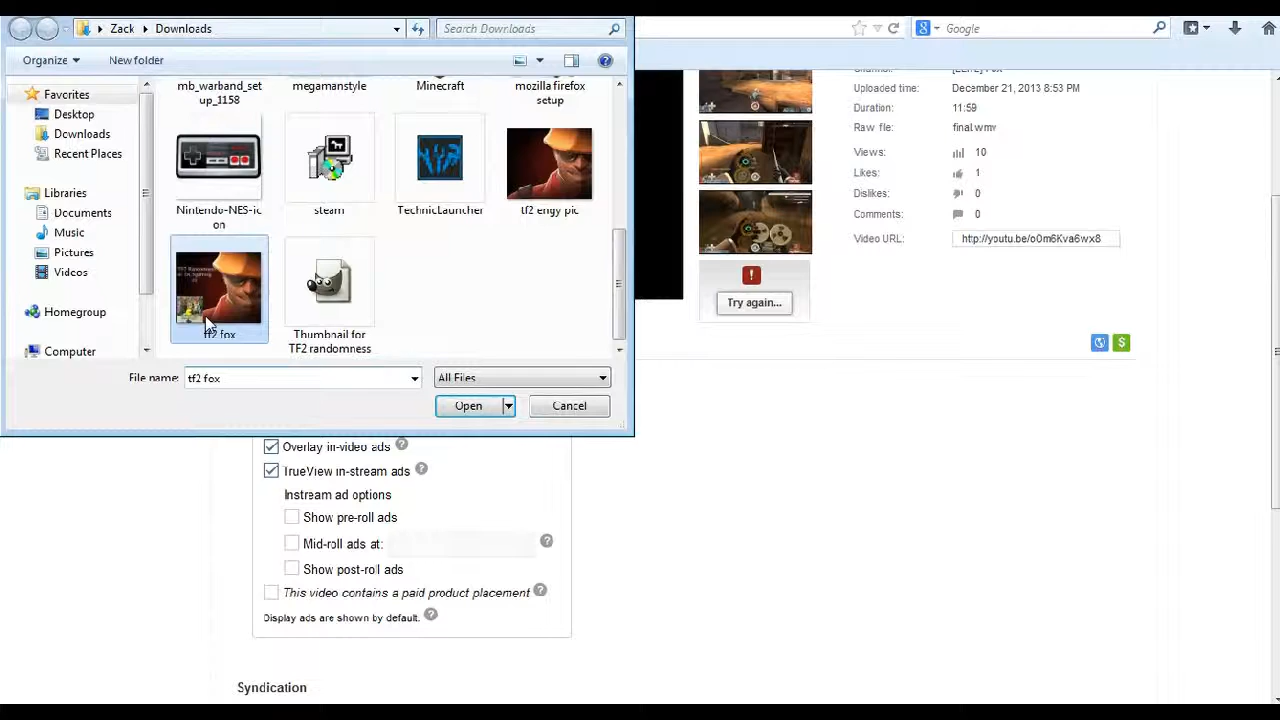 Zack Downloads
Search Downloads
Google
Organize
New folder
Favorites
Desktop
Downloads
Recent Places
Libraries
Documents
Music
Pictures
Videos
Homegroup
Computer
mb_warband_set
up_1158
megamanstyle
Minecraft
mozilla firefox
setup
Nintendo-NES-ic
on
steam
TechnicLauncher
tf2 engy pic
tf2 fox
Thumbnail for
TF2 randomness
File name:
tf2 fox
All Files
Open
Cancel
Uploaded time:
December 21, 2013 8:53 PM
Duration:
11:59
Raw file:
final.wmv
Views:
10
Likes:
1
Dislikes:
0
Comments:
0
Video URL:
http://youtu.be/o0m6Kva6wx8
!
Try again...
$
Overlay in-video ads ?
TrueView in-stream ads ?
Instream ad options
Show pre-roll ads
Mid-roll ads at: ?
Show post-roll ads
This video contains a paid product placement ?
Display ads are shown by default. ?
Syndication